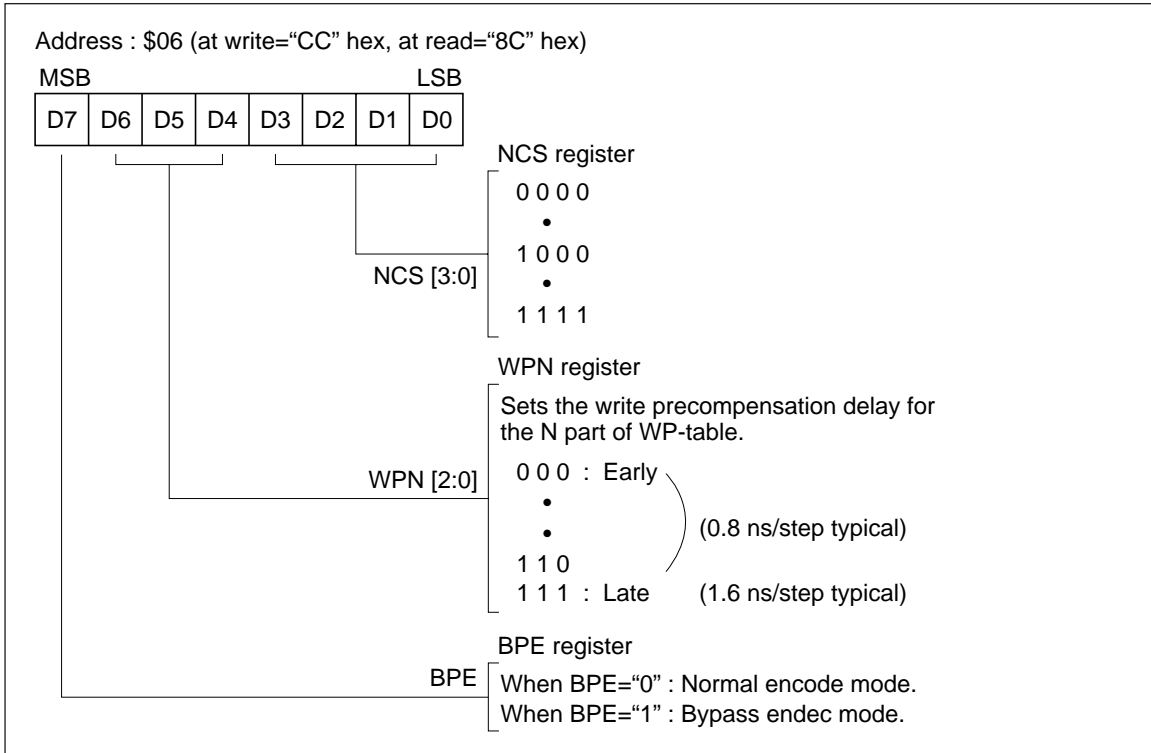 Address : $06 (at write=“CC” hex, at read=“8C” hex)
MSB LSB
D7 D6 D5 D4 D3 D2 D1 D0
NCS register
0 0 0 0
•
1 0 0 0
NCS [3:0]
•
1 1 1 1
WPN register
Sets the write precompensation delay for
the N part of WP-table.
WPN [2:0]
0 0 0 : Early
•
•
(0.8 ns/step typical)
1 1 0
1 1 1 : Late (1.6 ns/step typical)
BPE register
BPE
When BPE=“0” : Normal encode mode.
When BPE=“1” : Bypass endec mode.